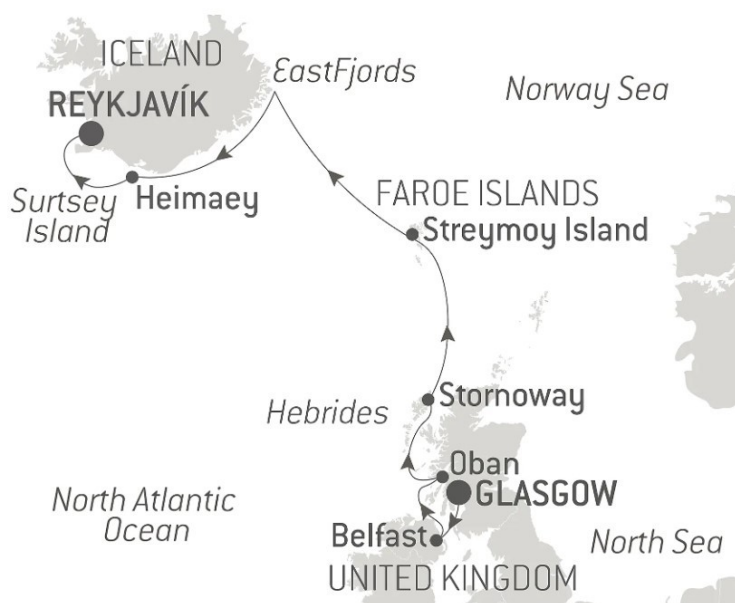 ICELAND
EastFjords
Norway Sea
REYKJAVÍK
Heimaey
Surtsey
Island
FAROE ISLANDS
Streymoy Island
Stornoway
Hebrides
Oban
GLASGOW
North Atlantic
Ocean
Belfast
North Sea
UNITED KINGDOM